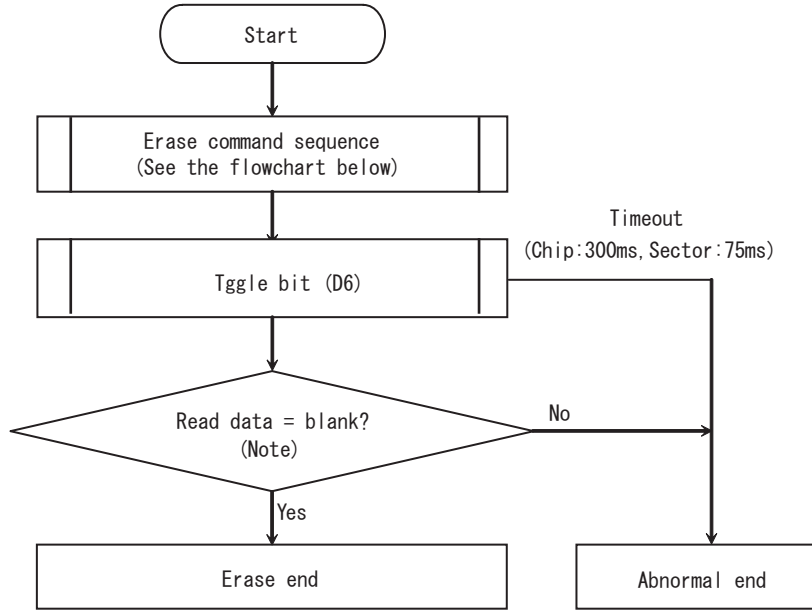 Start
Erase command sequence
(See the flowchart below)
Timeout
(Chip:300ms,Sector:75ms)
Tggle bit (D6)
Read data = blank?
(Note)
No
Yes
Erase end
Abnormal end